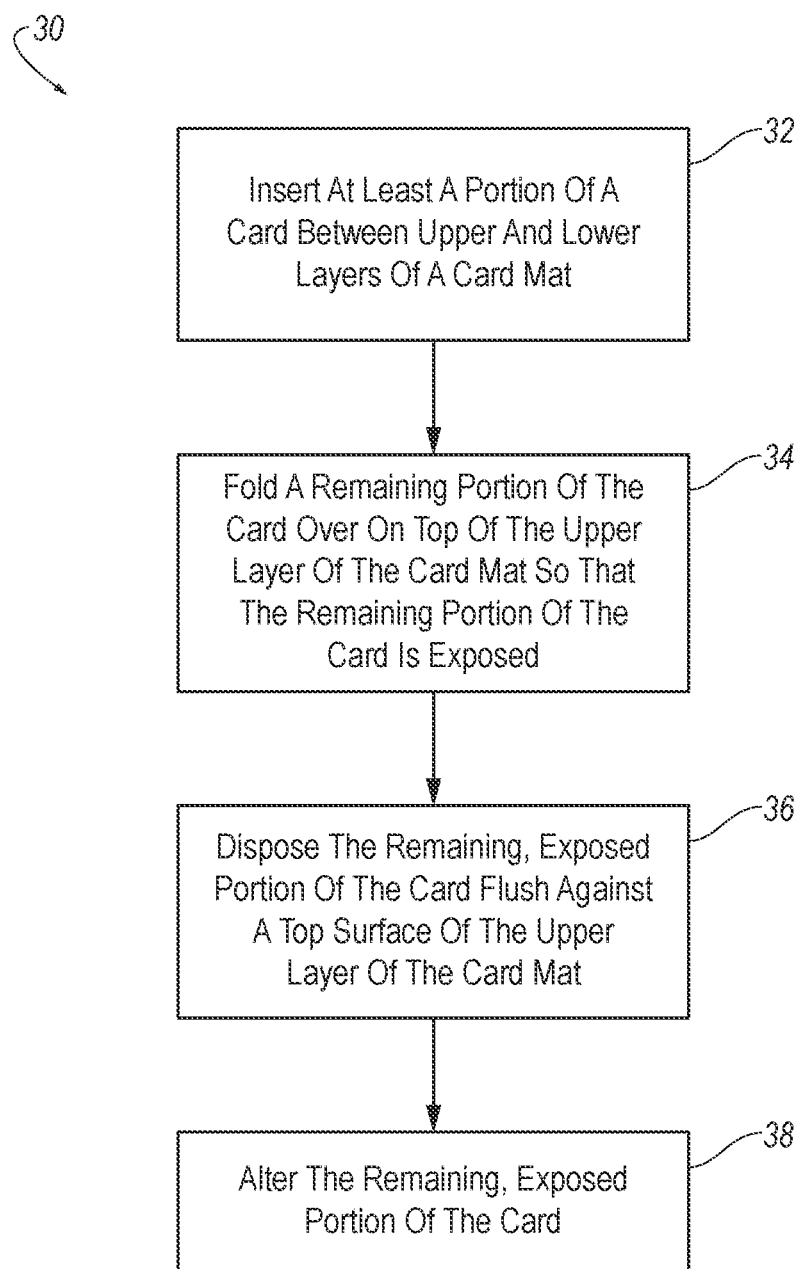 30
32
Insert At Least A Portion Of A
Card Between Upper And Lower
Layers Of A Card Mat
34
Fold A Remaining Portion Of The
Card Over On Top Of The Upper
Layer Of The Card Mat So That
The Remaining Portion Of The
Card Is Exposed
36
Dispose The Remaining, Exposed
Portion Of The Card Flush Against
A Top Surface Of The Upper
Layer Of The Card Mat
38
Alter The Remaining, Exposed
Portion Of The Card